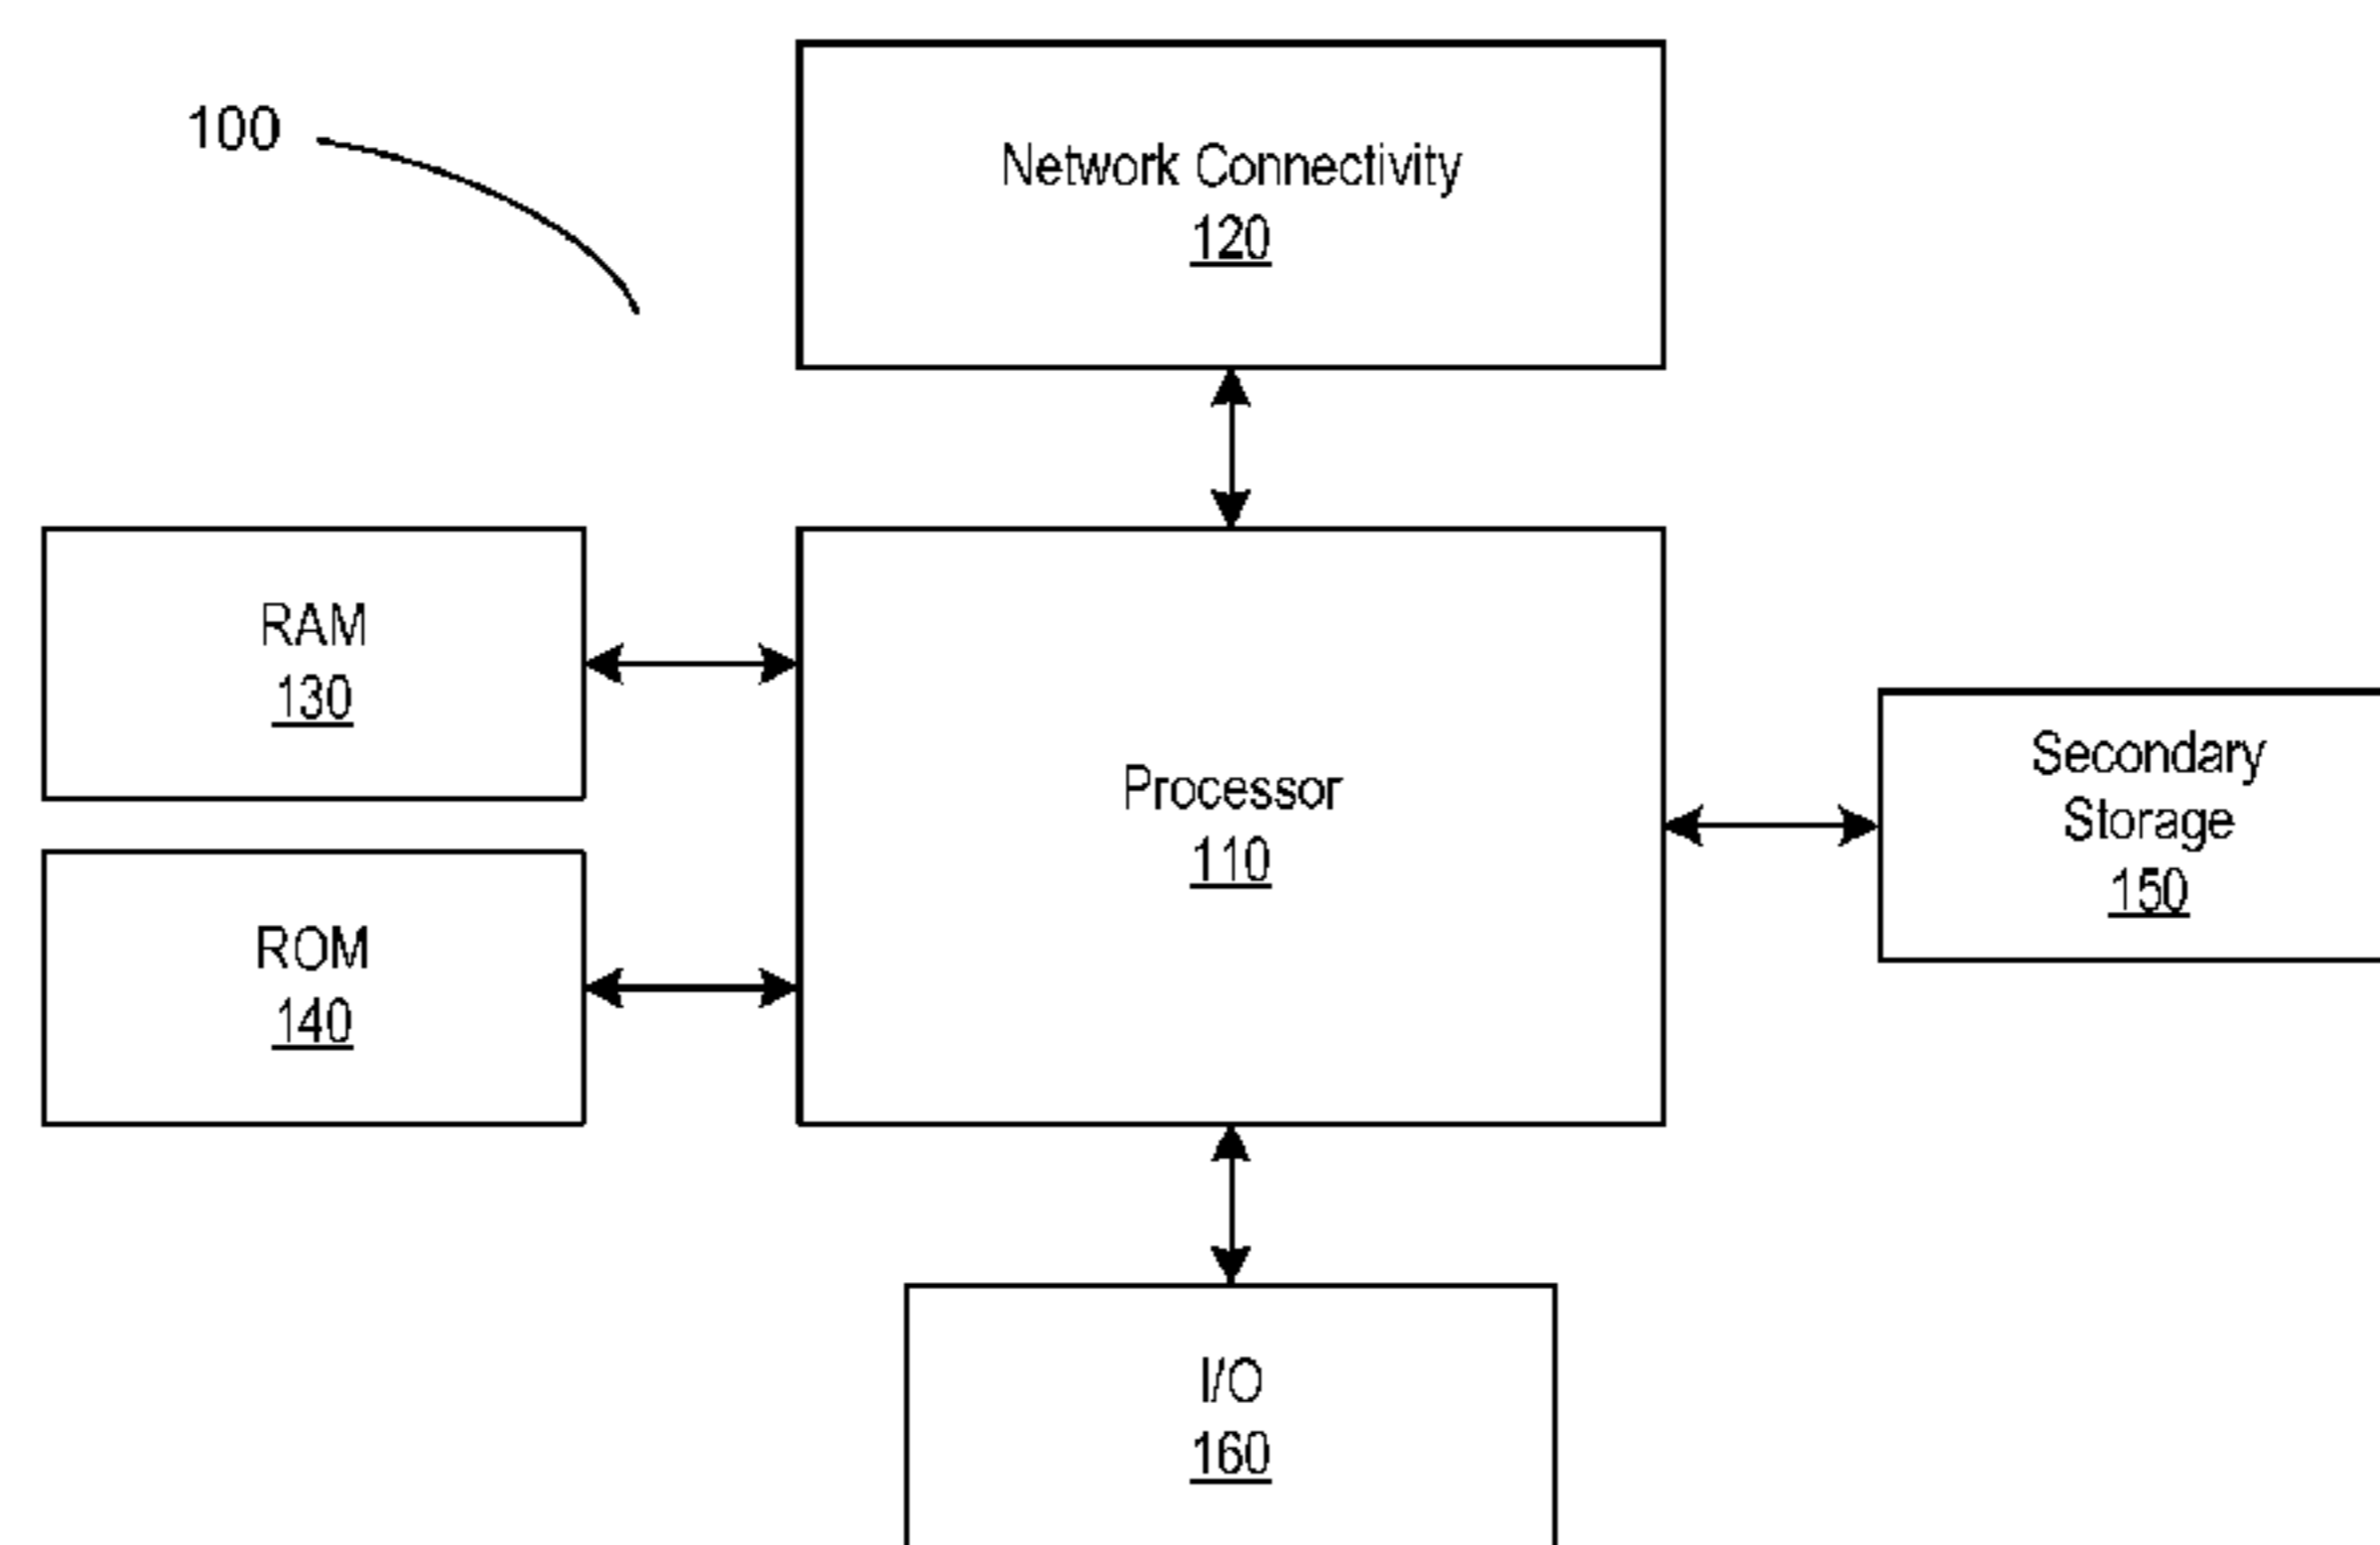 100
Network Connectivity
120
RAM
130
Processor
110
Secondary
Storage
150
ROM
140
I/O
160